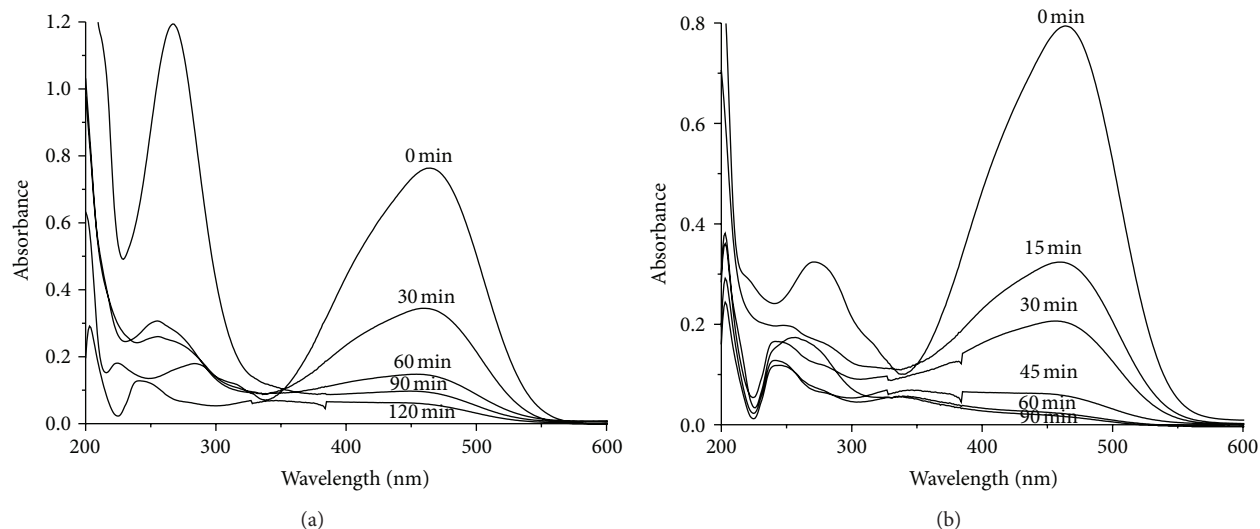 1.2
1.0
0.8
0.6
0.4
0.2
0.0
Absorbance
0 min
30 min
60 min
90 min
120 min
200 300 400 500 600
Wavelength (nm)
(a)
0.8
0.6
0.4
0.2
0.0
Absorbance
0 min
15 min
30 min
45 min
60 min
90 min
200 300 400 500 600
Wavelength (nm)
(b)